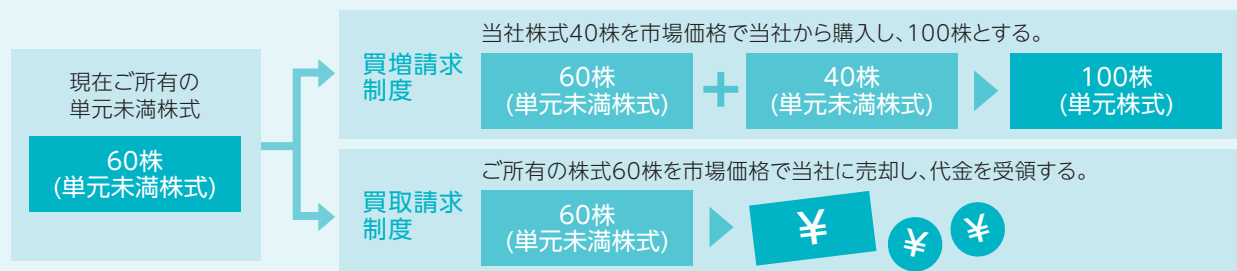 現在ご所有の
単元未満株式
60株
(単元未満株式)
買増請求
制度
当社株式40株を市場価格で当社から購入し、100株とする。
60株
(単元未満株式)
+
40株
(単元未満株式)
100株
(単元株式)
買取請求
制度
ご所有の株式60株を市場価格で当社に売却し、代金を受領する。
60株
(単元未満株式)
¥
¥
¥